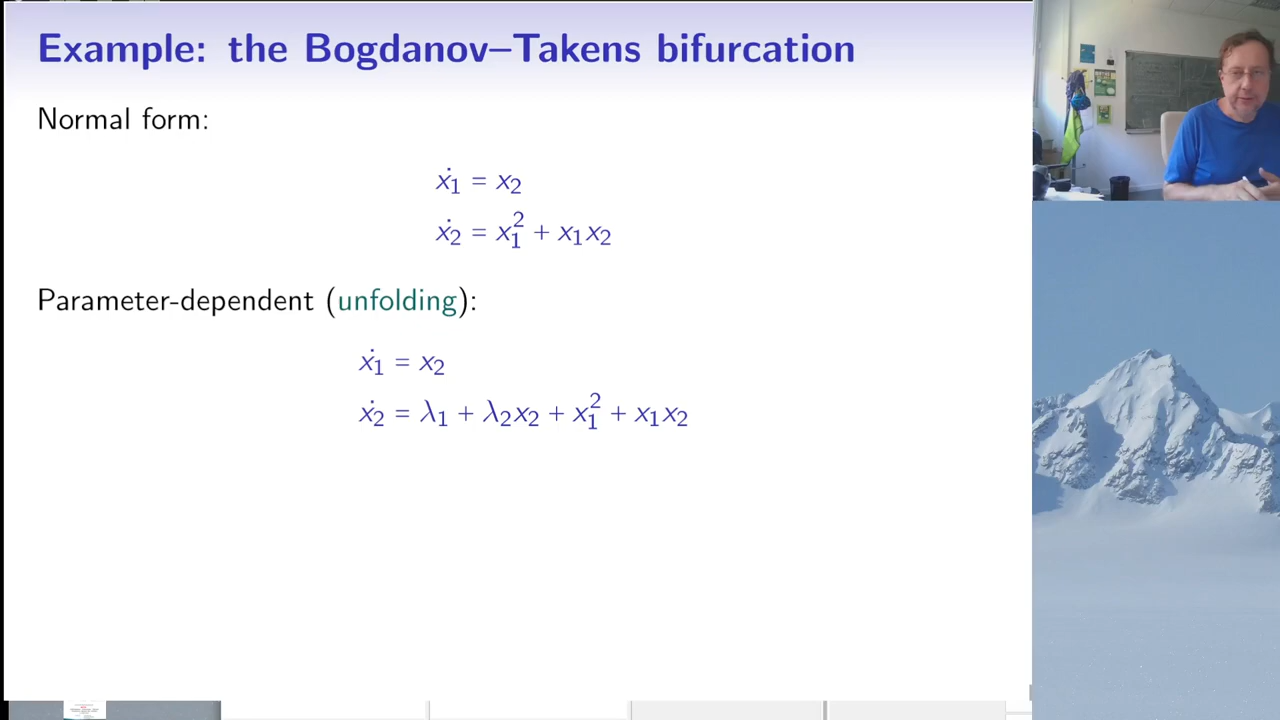 Example: the Bogdanov–Takens bifurcation
Normal form:
ẋ₁ = x₂
ẋ₂ = x₁² + x₁x₂
Parameter-dependent (unfolding):
ẋ₁ = x₂
ẋ₂ = λ₁ + λ₂x₂ + x₁² + x₁x₂